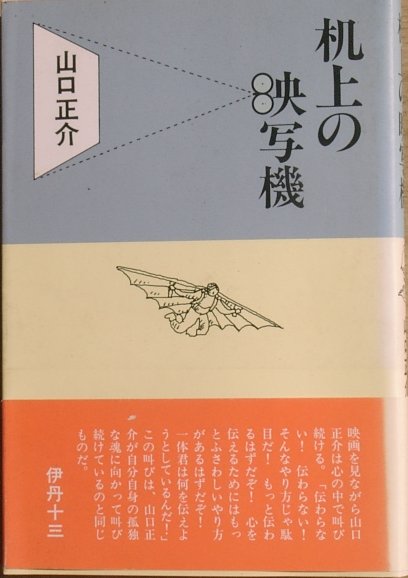 机上の
映写機
山口正介
映画を見ながら山口
正介は心の中で叫び
続ける。「伝わらな
い！　伝わらない！
そんなやり方じゃ駄
目だ！　もっと伝わ
るはずだぞ！　心を
伝えるためにはもっ
とふさわしいやり方
があるはずだぞ！
一体君は何を伝えよ
うとしているんだ！」
この叫びは、山口正
介が自分自身の孤独
な魂に向かって叫び
続けているのと同じ
ものだ。
伊丹十三